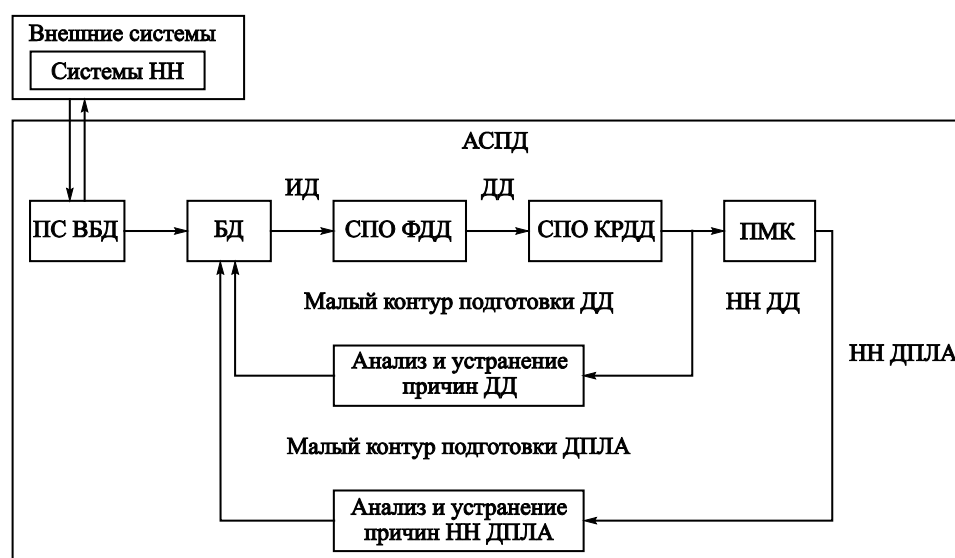 Внешние системы
Системы НН
АСПД
ИД
ДД
ПС ВБД
БД
СПО ФДД
СПО КРДД
ПМК
Малый контур подготовки ДД
НН ДД
НН ДПЛА
Анализ и устранение
причин ДД
Малый контур подготовки ДПЛА
Анализ и устранение
причин НН ДПЛА